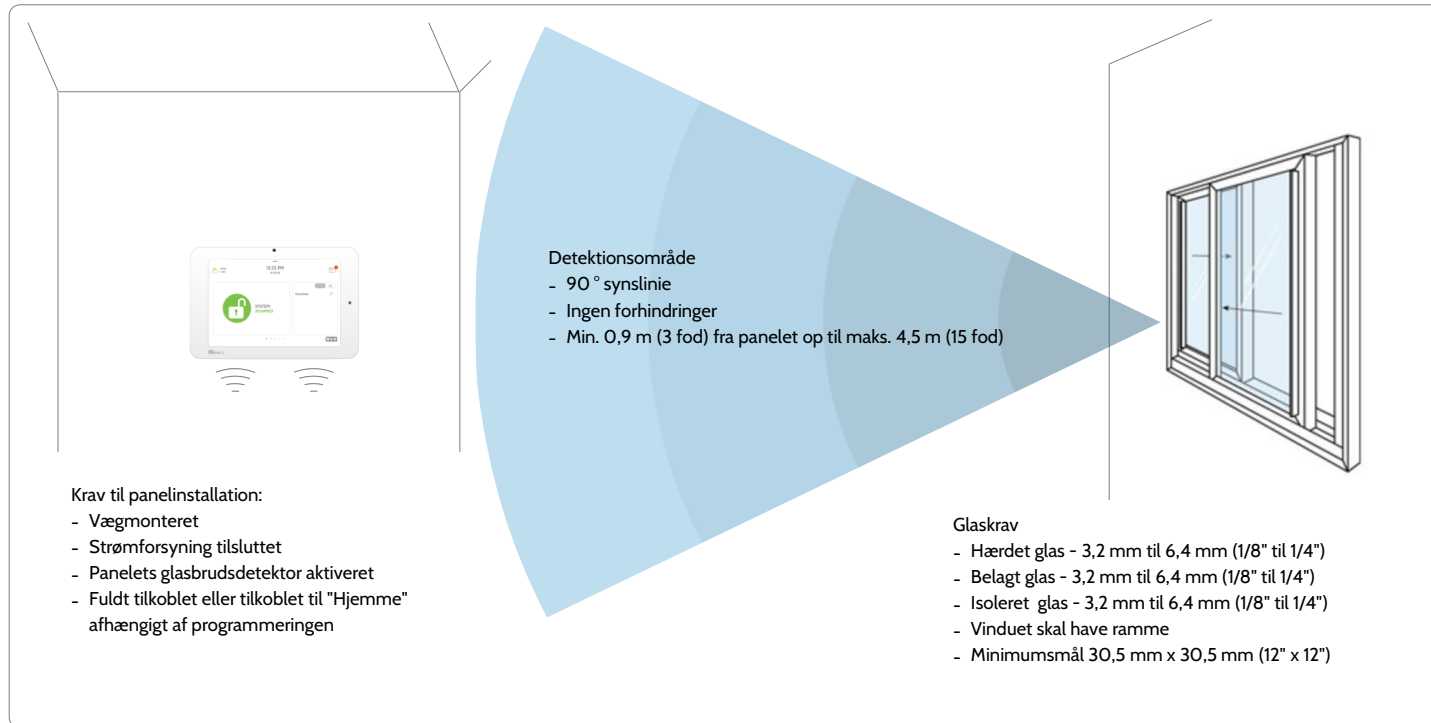 12:55 PM
SYSTEM
DISARMED
Detektionsområde
- 90 ° synslinie
- Ingen forhindringer
- Min. 0,9 m (3 fod) fra panelet op til maks. 4,5 m (15 fod)
Krav til panelinstallation:
- Vægmonteret
- Strømforsyning tilsluttet
- Panelets glasbrudsdetektor aktiveret
- Fuldt tilkoblet eller tilkoblet til "Hjemme"
afhængigt af programmeringen
Glaskrav
- Hærdet glas - 3,2 mm til 6,4 mm (1/8" til 1/4")
- Belagt glas - 3,2 mm til 6,4 mm (1/8" til 1/4")
- Isoleret glas - 3,2 mm til 6,4 mm (1/8" til 1/4")
- Vinduet skal have ramme
- Minimumsmål 30,5 mm x 30,5 mm (12" x 12")